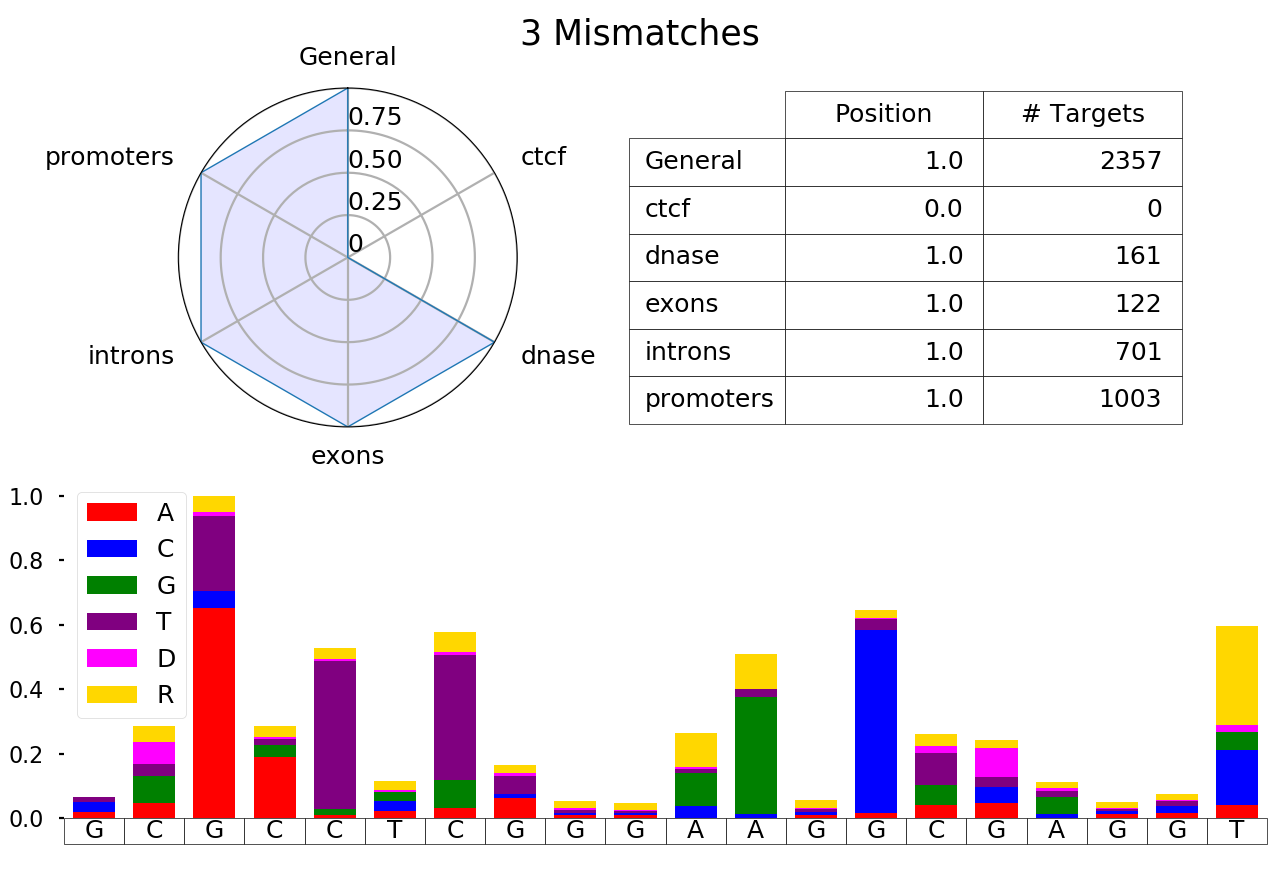 3 Mismatches
General
0.75
promoters
ctcf
0.50
0.25
0
introns
dnase
exons
Position # Targets
General 1.0 2357
ctcf 0.0 0
dnase 1.0 161
exons 1.0 122
introns 1.0 701
promoters 1.0 1003
1.0
0.8
0.6
0.4
0.2
0.0
A
C
G
T
D
R
G C G C C T C G G G A A G G C G A G G T